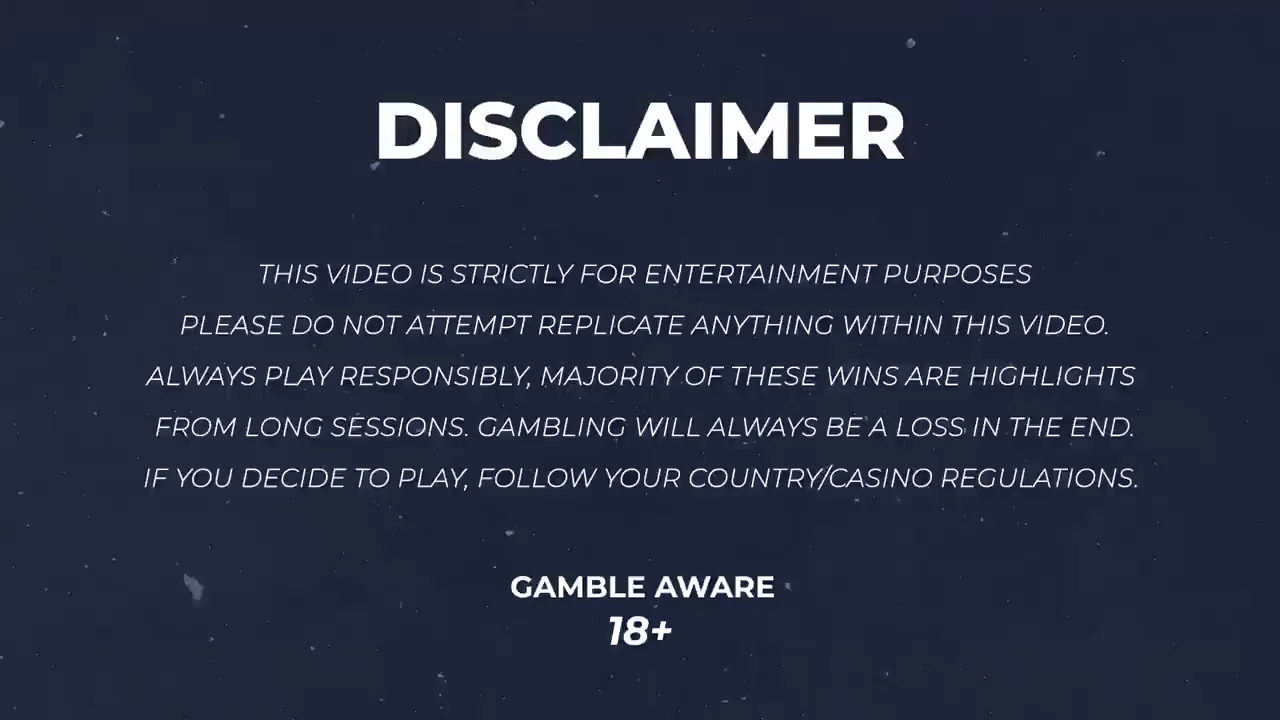 DISCLAIMER
THIS VIDEO IS STRICTLY FOR ENTERTAINMENT PURPOSES
PLEASE DO NOT ATTEMPT REPLICATE ANYTHING WITHIN THIS VIDEO.
ALWAYS PLAY RESPONSIBLY, MAJORITY OF THESE WINS ARE HIGHLIGHTS
FROM LONG SESSIONS. GAMBLING WILL ALWAYS BE A LOSS IN THE END.
IF YOU DECIDE TO PLAY, FOLLOW YOUR COUNTRY/CASINO REGULATIONS.
GAMBLE AWARE
18+